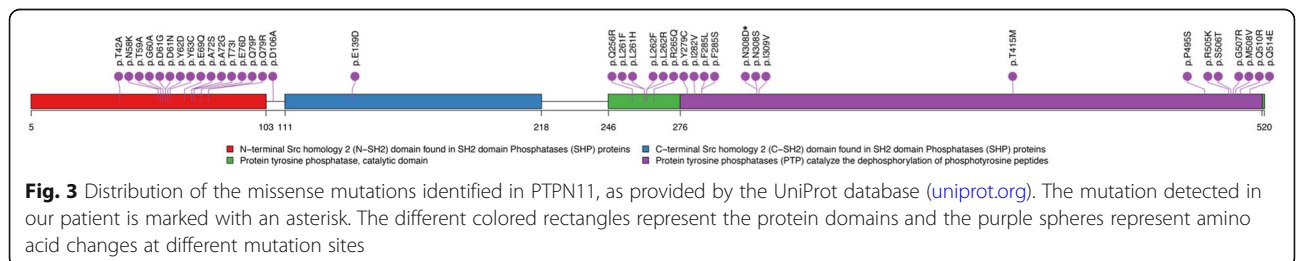 p.T42A
p.N58K
p.T59A
p.G60A
p.D61G
p.D61N
p.Y62D
p.Y63C
p.E69Q
p.A72S
p.A72G
p.T73I
p.E76D
p.Q79P
p.Q79R
p.D106A
p.E139D
p.Q256R
p.L261F
p.L261H
p.L262F
p.L262R
p.R265Q
p.Y279C
p.I282V
p.F285L
p.F285S
p.N308D*
p.N308S
p.I309V
p.T415M
p.P495S
p.R505K
p.S506T
p.G507R
p.M508V
p.Q510R
p.Q514E
5 103 111 218 246 276 520
N-terminal Src homology 2 (N-SH2) domain found in SH2 domain Phosphatases (SHP) proteins C-terminal Src homology 2 (C-SH2) domain found in SH2 domain Phosphatases (SHP) proteins
Protein tyrosine phosphatase, catalytic domain Protein tyrosine phosphatases (PTP) catalyze the dephosphorylation of phosphotyrosine peptides
Fig. 3 Distribution of the missense mutations identified in PTPN11, as provided by the UniProt database (uniprot.org). The mutation detected in
our patient is marked with an asterisk. The different colored rectangles represent the protein domains and the purple spheres represent amino
acid changes at different mutation sites